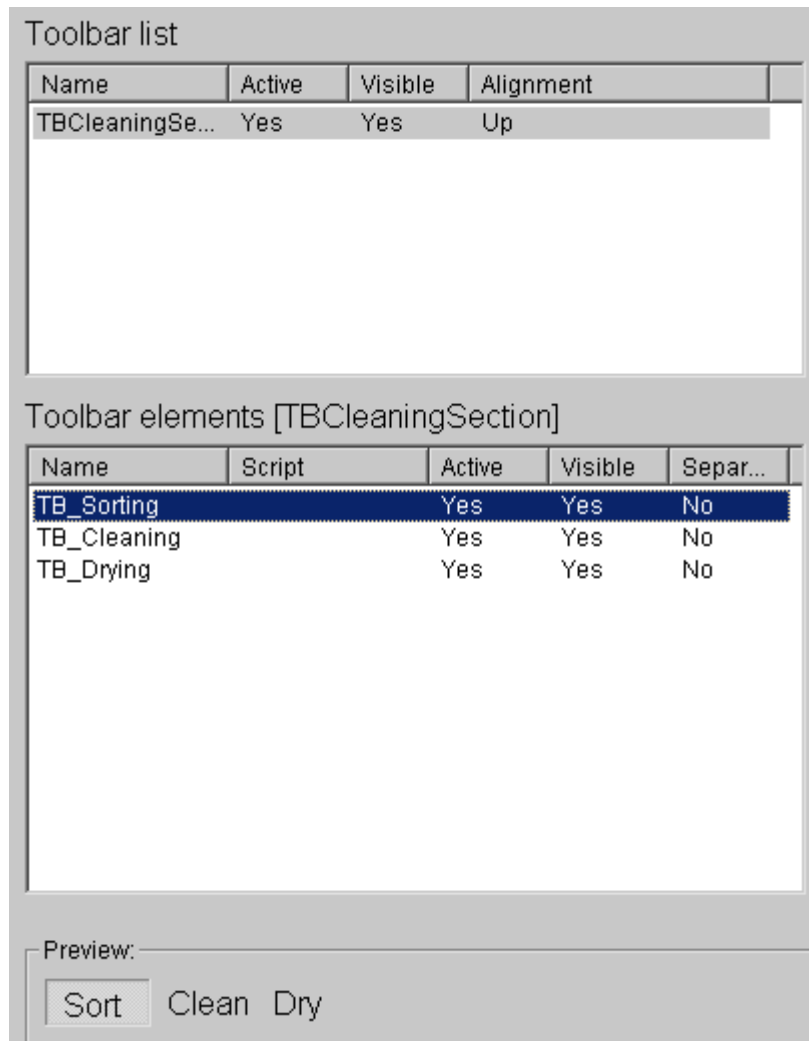 Toolbar list
Name Active Visible Alignment
TBCleaningSe... Yes Yes Up
Toolbar elements [TBCleaningSection]
Name Script Active Visible Separ...
TB_Sorting Yes Yes No
TB_Cleaning Yes Yes No
TB_Drying Yes Yes No
Preview:
Sort Clean Dry